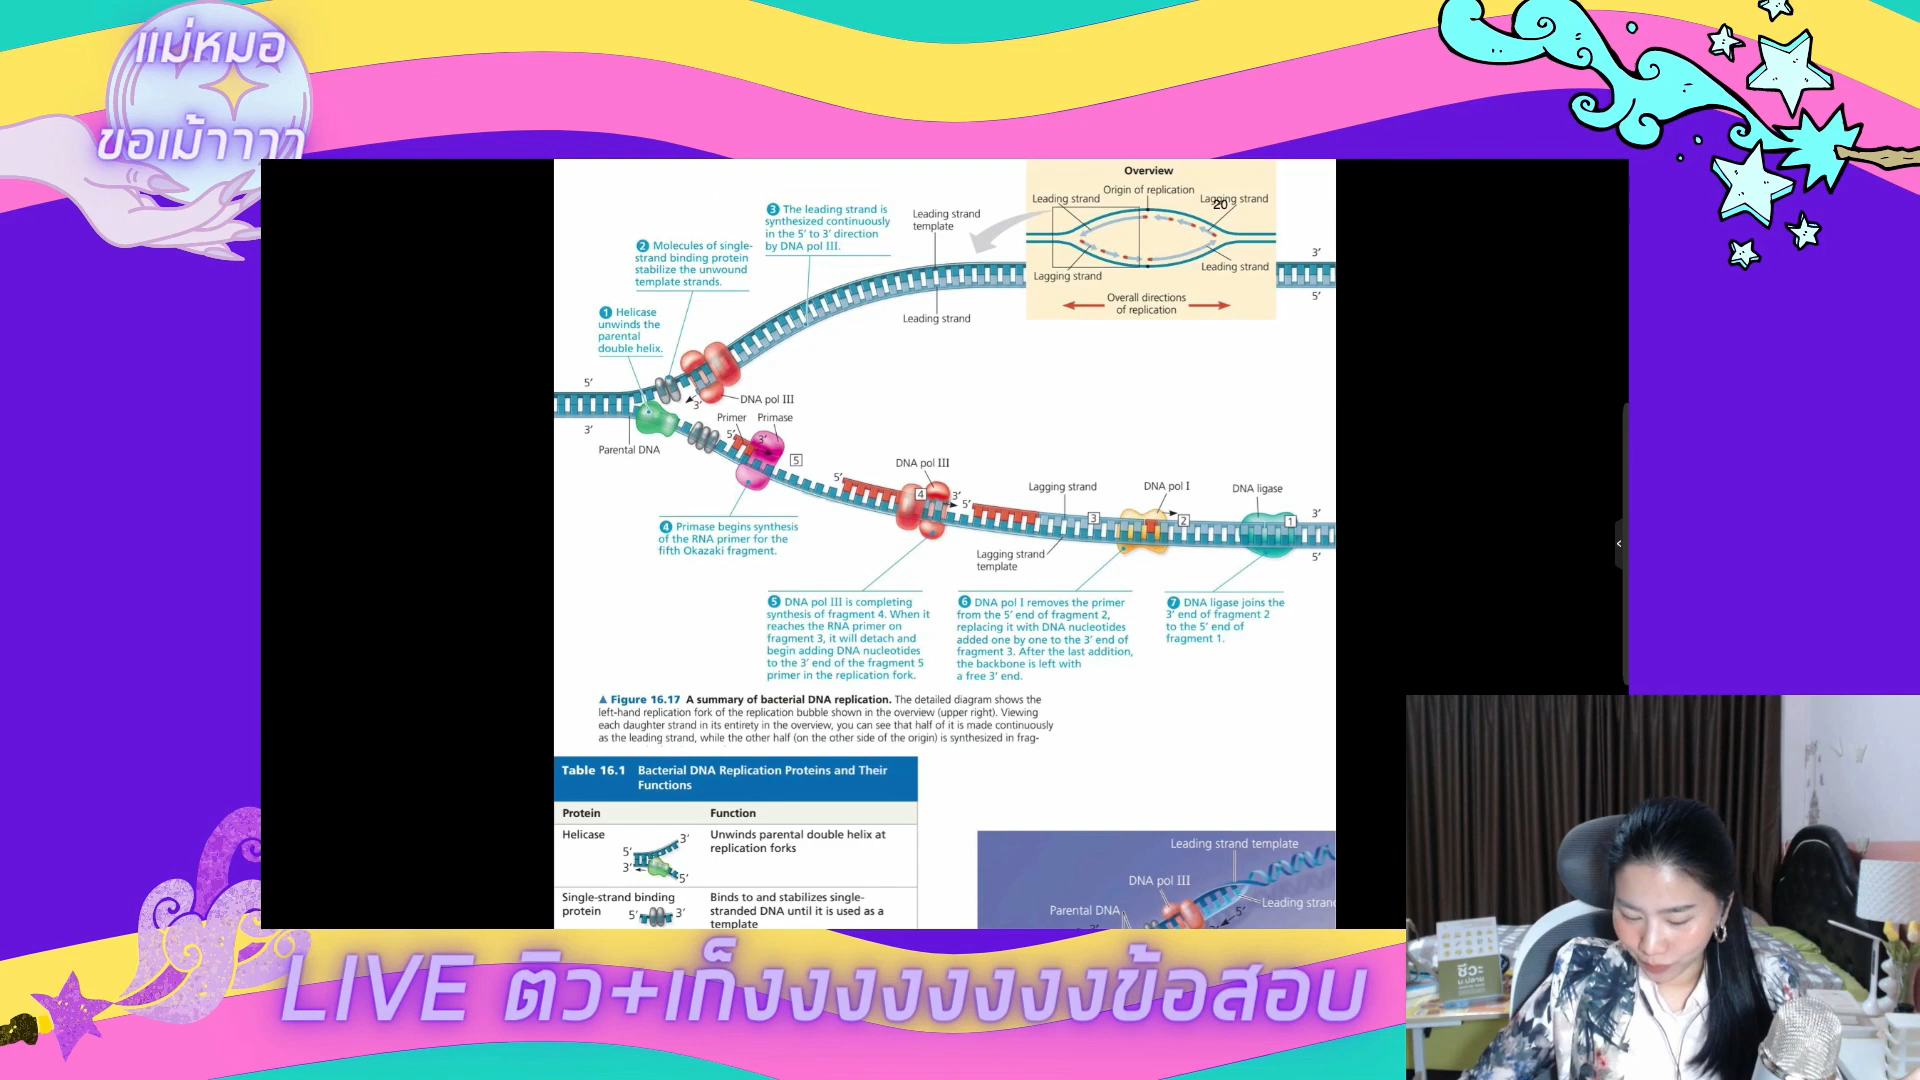 แม่หมอ
ขอเม้าาาา
Overview
Origin of replication
Leading strand
Lagging strand
20
Lagging strand
Leading strand
Overall directions
of replication
3 The leading strand is
synthesized continuously
in the 5′ to 3′ direction
by DNA pol III.
Leading strand
template
2 Molecules of single-
strand binding protein
stabilize the unwound
template strands.
1 Helicase
unwinds the
parental
double helix.
Leading strand
3′
5′
5′
3′
Parental DNA
DNA pol III
3′
Primer
Primase
5′
3′
5
4 Primase begins synthesis
of the RNA primer for the
fifth Okazaki fragment.
5′
DNA pol III
4
3′
5′
Lagging strand
3
DNA pol I
2
DNA ligase
1
3′
5′
Lagging strand
template
5 DNA pol III is completing
synthesis of fragment 4. When it
reaches the RNA primer on
fragment 3, it will detach and
begin adding DNA nucleotides
to the 3′ end of the fragment 5
primer in the replication fork.
6 DNA pol I removes the primer
from the 5′ end of fragment 2,
replacing it with DNA nucleotides
added one by one to the 3′ end of
fragment 3. After the last addition,
the backbone is left with
a free 3′ end.
7 DNA ligase joins the
3′ end of fragment 2
to the 5′ end of
fragment 1.
▲ Figure 16.17 A summary of bacterial DNA replication. The detailed diagram shows the
left-hand replication fork of the replication bubble shown in the overview (upper right). Viewing
each daughter strand in its entirety in the overview, you can see that half of it is made continuously
as the leading strand, while the other half (on the other side of the origin) is synthesized in frag-
Table 16.1 Bacterial DNA Replication Proteins and Their
Functions
Protein
Function
Helicase
5′
3′
3′
5′
Unwinds parental double helix at
replication forks
Single-strand binding
protein
5′
3′
Binds to and stabilizes single-
stranded DNA until it is used as a
template
Leading strand template
DNA pol III
Leading stran
Parental DNA
5′
ชีวะ
LIVE ติว+เก็งงงงงงงงงข้อสอบ